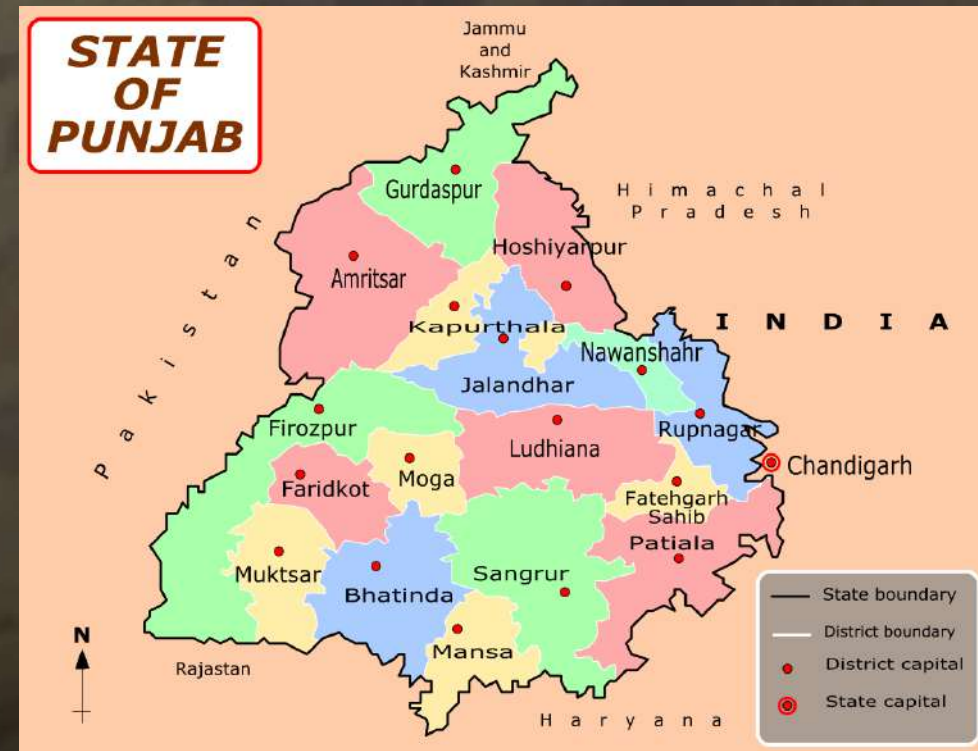 STATE
OF
PUNJAB
Jammu
and
Kashmir
Gurdaspur
Himachal
Pradesh
Hoshiyarpur
Amritsar
Pakistan
Kapurthala
INDIA
Nawanshahr
Jalandhar
Firozpur
Rupnagar
Ludhiana
Chandigarh
Moga
Faridkot
Fatehgarh
Sahib
Patiala
Muktsar
Sangrur
Bhatinda
Mansa
N
Rajastan
Haryana
State boundary
District boundary
District capital
State capital